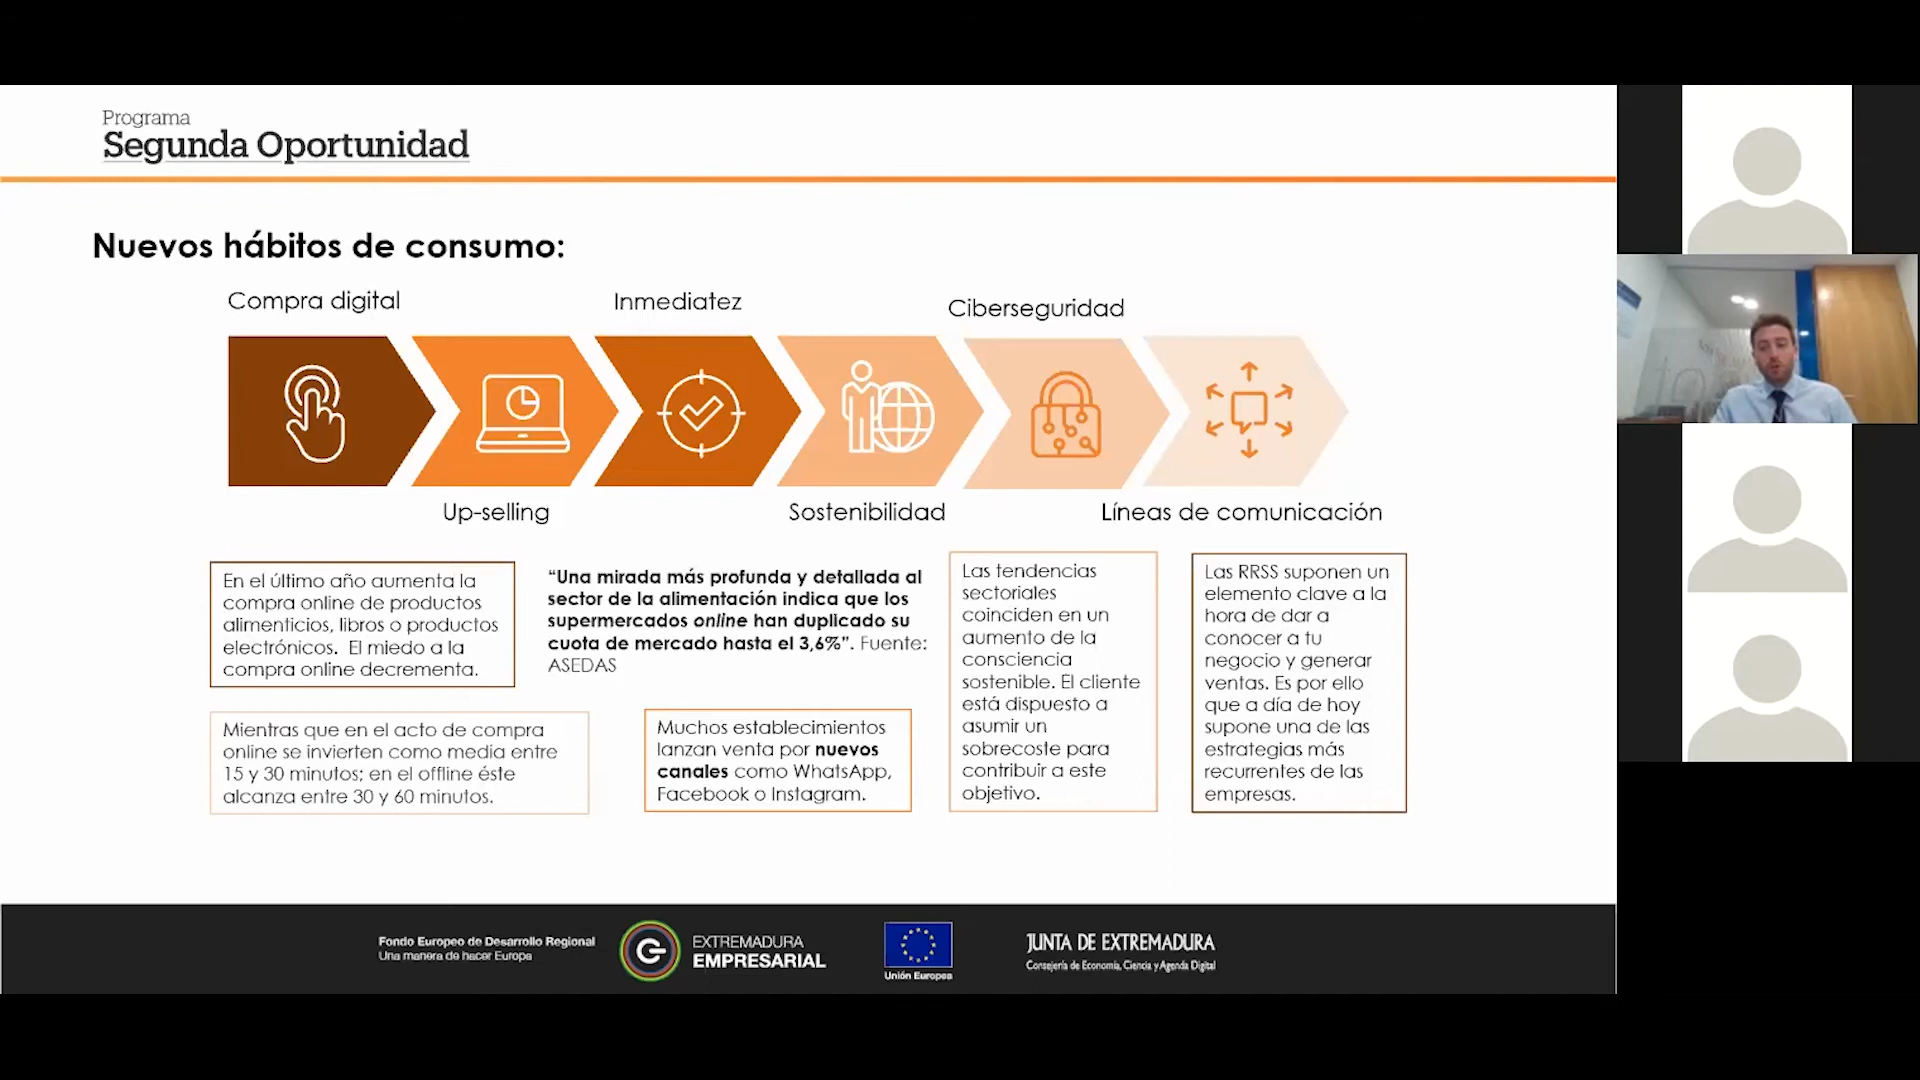 Programa
Segunda Oportunidad
Nuevos hábitos de consumo:
Compra digital
Inmediatez
Ciberseguridad
Up-selling
Sostenibilidad
Líneas de comunicación
En el último año aumenta la
compra online de productos
alimenticios, libros o productos
electrónicos. El miedo a la
compra online decrementa.
“Una mirada más profunda y detallada al
sector de la alimentación indica que los
supermercados online han duplicado su
cuota de mercado hasta el 3,6%”. Fuente:
ASEDAS
Mientras que en el acto de compra
online se invierten como media entre
15 y 30 minutos; en el offline éste
alcanza entre 30 y 60 minutos.
Muchos establecimientos
lanzan venta por nuevos
canales como WhatsApp,
Facebook o Instagram.
Las tendencias
sectoriales
coinciden en un
aumento de la
consciencia
sostenible. El cliente
está dispuesto a
asumir un
sobrecoste para
contribuir a este
objetivo.
Las RRSS suponen un
elemento clave a la
hora de dar a
conocer a tu
negocio y generar
ventas. Es por ello
que a día de hoy
supone una de las
estrategias más
recurrentes de las
empresas.
Fondo Europeo de Desarrollo Regional
Una manera de hacer Europa
EXTREMADURA
EMPRESARIAL
Unión Europea
JUNTA DE EXTREMADURA
Consejería de Economía, Ciencia y Agenda Digital